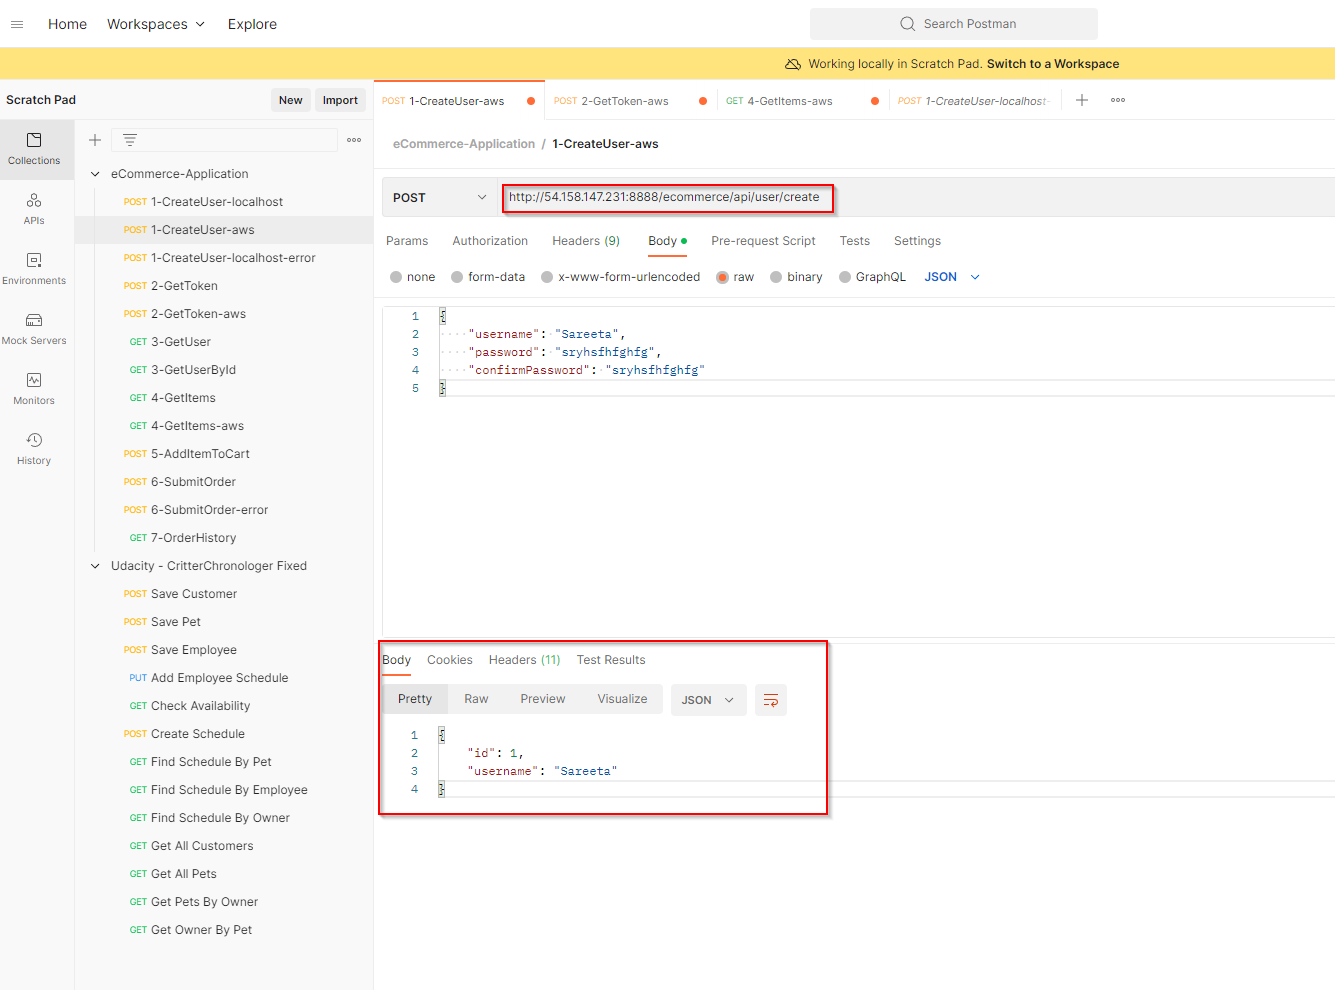 Home Workspaces Explore Search Postman
Working locally in Scratch Pad. Switch to a Workspace
Scratch Pad New Import
POST 1-CreateUser-aws POST 2-GetToken-aws GET 4-GetItems-aws POST 1-CreateUser-localhost-
Collections
APIs
Environments
Mock Servers
Monitors
History
eCommerce-Application
POST 1-CreateUser-localhost
POST 1-CreateUser-aws
POST 1-CreateUser-localhost-error
POST 2-GetToken
POST 2-GetToken-aws
GET 3-GetUser
GET 3-GetUserById
GET 4-GetItems
GET 4-GetItems-aws
POST 5-AddItemToCart
POST 6-SubmitOrder
POST 6-SubmitOrder-error
GET 7-OrderHistory
Udacity - CritterChronologer Fixed
POST Save Customer
POST Save Pet
POST Save Employee
PUT Add Employee Schedule
GET Check Availability
POST Create Schedule
GET Find Schedule By Pet
GET Find Schedule By Employee
GET Find Schedule By Owner
GET Get All Customers
GET Get All Pets
GET Get Pets By Owner
GET Get Owner By Pet
eCommerce-Application / 1-CreateUser-aws
POST http://54.158.147.231:8888/ecommerce/api/user/create
Params Authorization Headers (9) Body Pre-request Script Tests Settings
none form-data x-www-form-urlencoded raw binary GraphQL JSON
1 {
2 "username": "Sareeta",
3 "password": "sryhsfhfghfg",
4 "confirmPassword": "sryhsfhfghfg"
5 }
Body Cookies Headers (11) Test Results
Pretty Raw Preview Visualize JSON
1 {
2 "id": 1,
3 "username": "Sareeta"
4 }